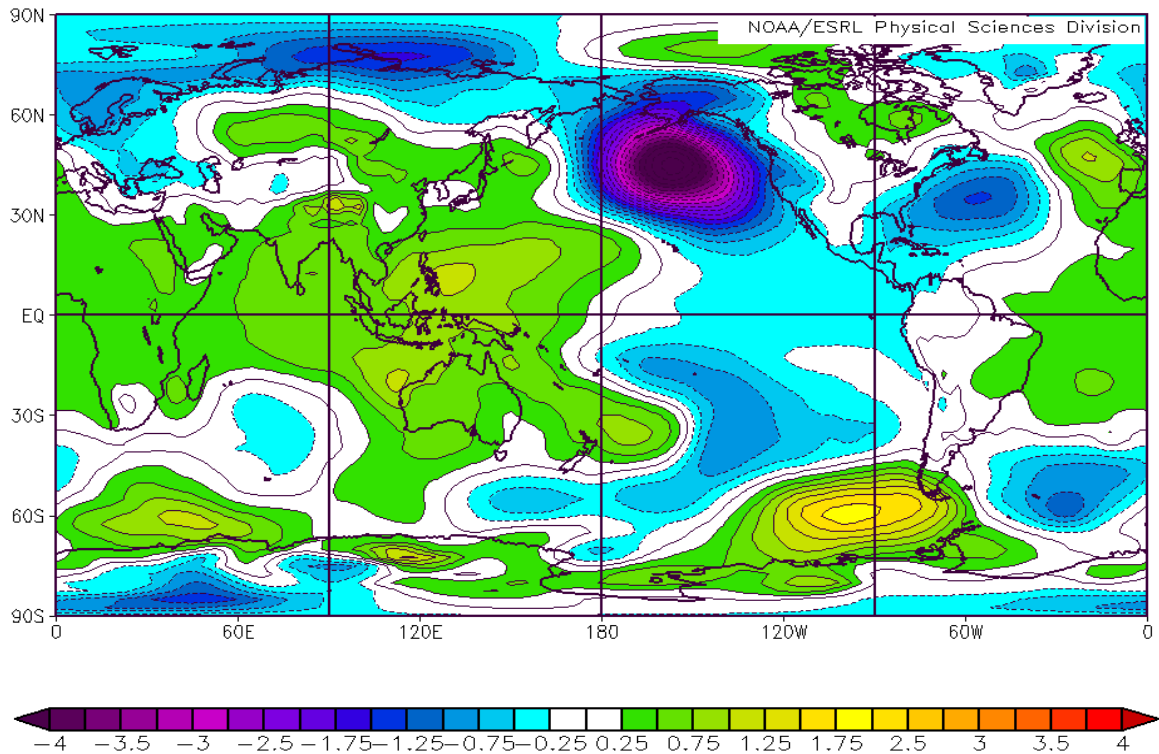 90N
NOAA/ESRL Physical Sciences Division
60N
30N
EQ
30S
60S
90S
0 60E 120E 180 120W 60W 0
-4 -3.5 -3 -2.5 -1.75 -1.25 -0.75 -0.25 0.25 0.75 1.25 1.75 2.5 3 3.5 4